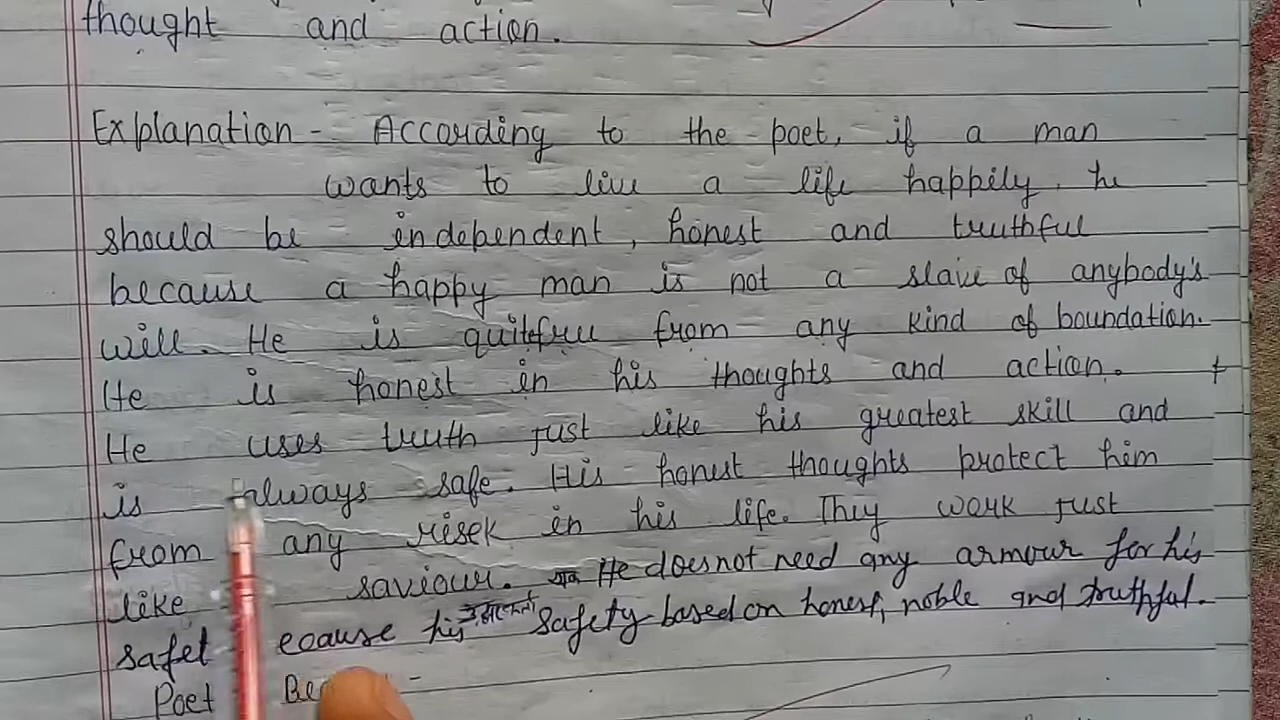 thought and action.
Explanation - According to the poet, if a man
wants to live a life happily, he
should be independent, honest and truthful
because a happy man is not a slave of anybody's
will. He is quite free from any kind of boundation.
He is honest in his thoughts and action.
He uses truth just like his greatest skill and
is always safe. His honest thoughts protect him
from any risek in his life. They work just
like saviour. He does not need any armour for his
safet ecause his safety based on honest, noble and truthful.
Poet Be